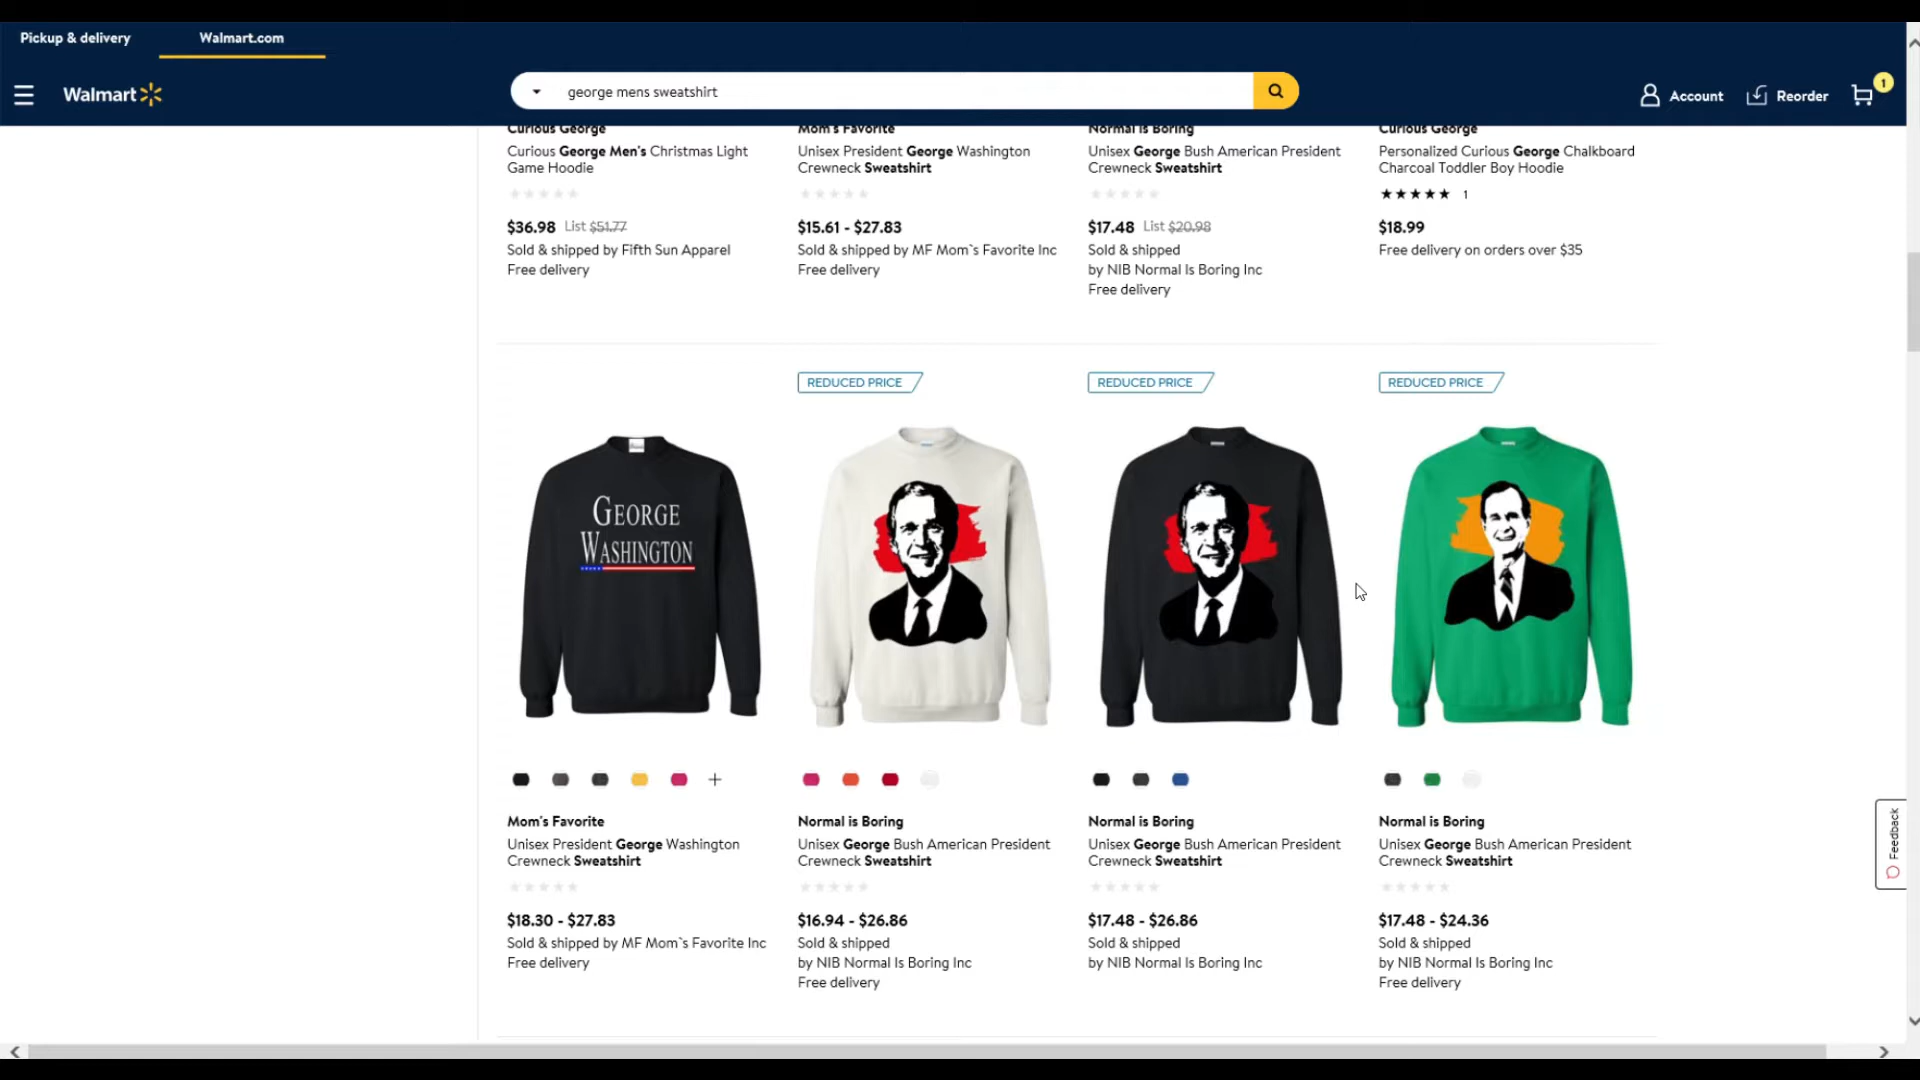 Pickup & delivery
Walmart.com
Walmart
george mens sweatshirt
Account
Reorder
1
Curious George
Curious George Men's Christmas Light
Game Hoodie
$36.98 List $51.77
Sold & shipped by Fifth Sun Apparel
Free delivery
Mom's Favorite
Unisex President George Washington
Crewneck Sweatshirt
$15.61 - $27.83
Sold & shipped by MF Mom`s Favorite Inc
Free delivery
Normal is Boring
Unisex George Bush American President
Crewneck Sweatshirt
$17.48 List $20.98
Sold & shipped
by NIB Normal Is Boring Inc
Free delivery
Curious George
Personalized Curious George Chalkboard
Charcoal Toddler Boy Hoodie
1
$18.99
Free delivery on orders over $35
GEORGE
WASHINGTON
Mom's Favorite
Unisex President George Washington
Crewneck Sweatshirt
$18.30 - $27.83
Sold & shipped by MF Mom`s Favorite Inc
Free delivery
REDUCED PRICE
Normal is Boring
Unisex George Bush American President
Crewneck Sweatshirt
$16.94 - $26.86
Sold & shipped
by NIB Normal Is Boring Inc
Free delivery
REDUCED PRICE
Normal is Boring
Unisex George Bush American President
Crewneck Sweatshirt
$17.48 - $26.86
Sold & shipped
by NIB Normal Is Boring Inc
REDUCED PRICE
Normal is Boring
Unisex George Bush American President
Crewneck Sweatshirt
$17.48 - $24.36
Sold & shipped
by NIB Normal Is Boring Inc
Free delivery
Feedback